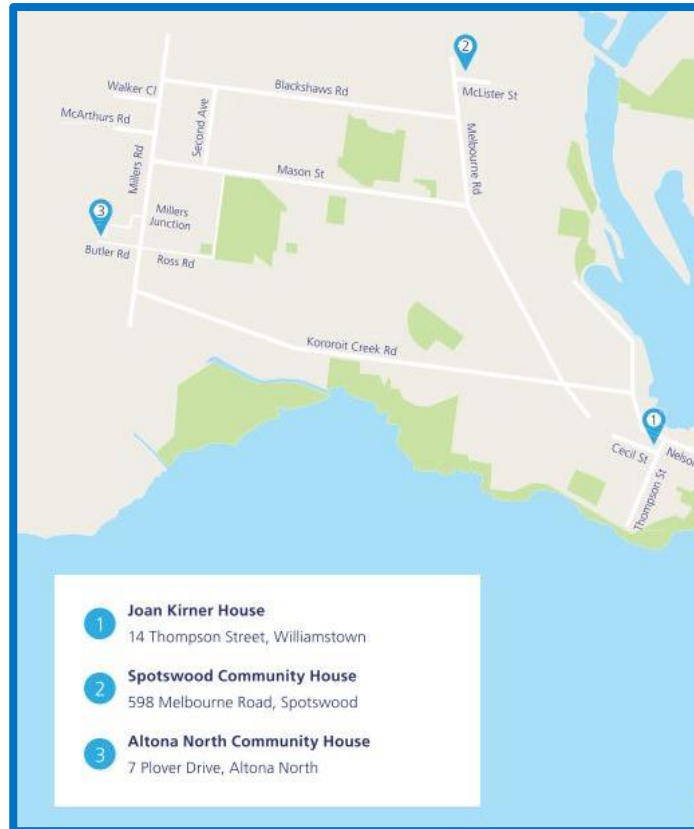 2
Blackshaws Rd
McLister St
Walker Cl
McArthurs Rd
Second Ave
Melbourne Rd
Millers Rd
Mason St
3
Millers
Junction
Butler Rd
Ross Rd
Kororoit Creek Rd
1
Cecil St
Nelson
Thompson St
1
Joan Kirner House
14 Thompson Street, Williamstown
2
Spotswood Community House
598 Melbourne Road, Spotswood
3
Altona North Community House
7 Plover Drive, Altona North